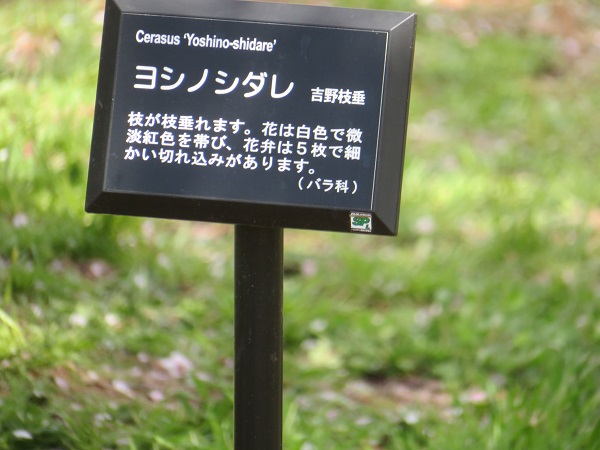 Cerasus 'Yoshino-shidare'
ヨシノシダレ 吉野枝垂
枝が枝垂れます。花は白色で微
淡紅色を帯び、花弁は5枚で細
かい切れ込みがあります。
(バラ科)